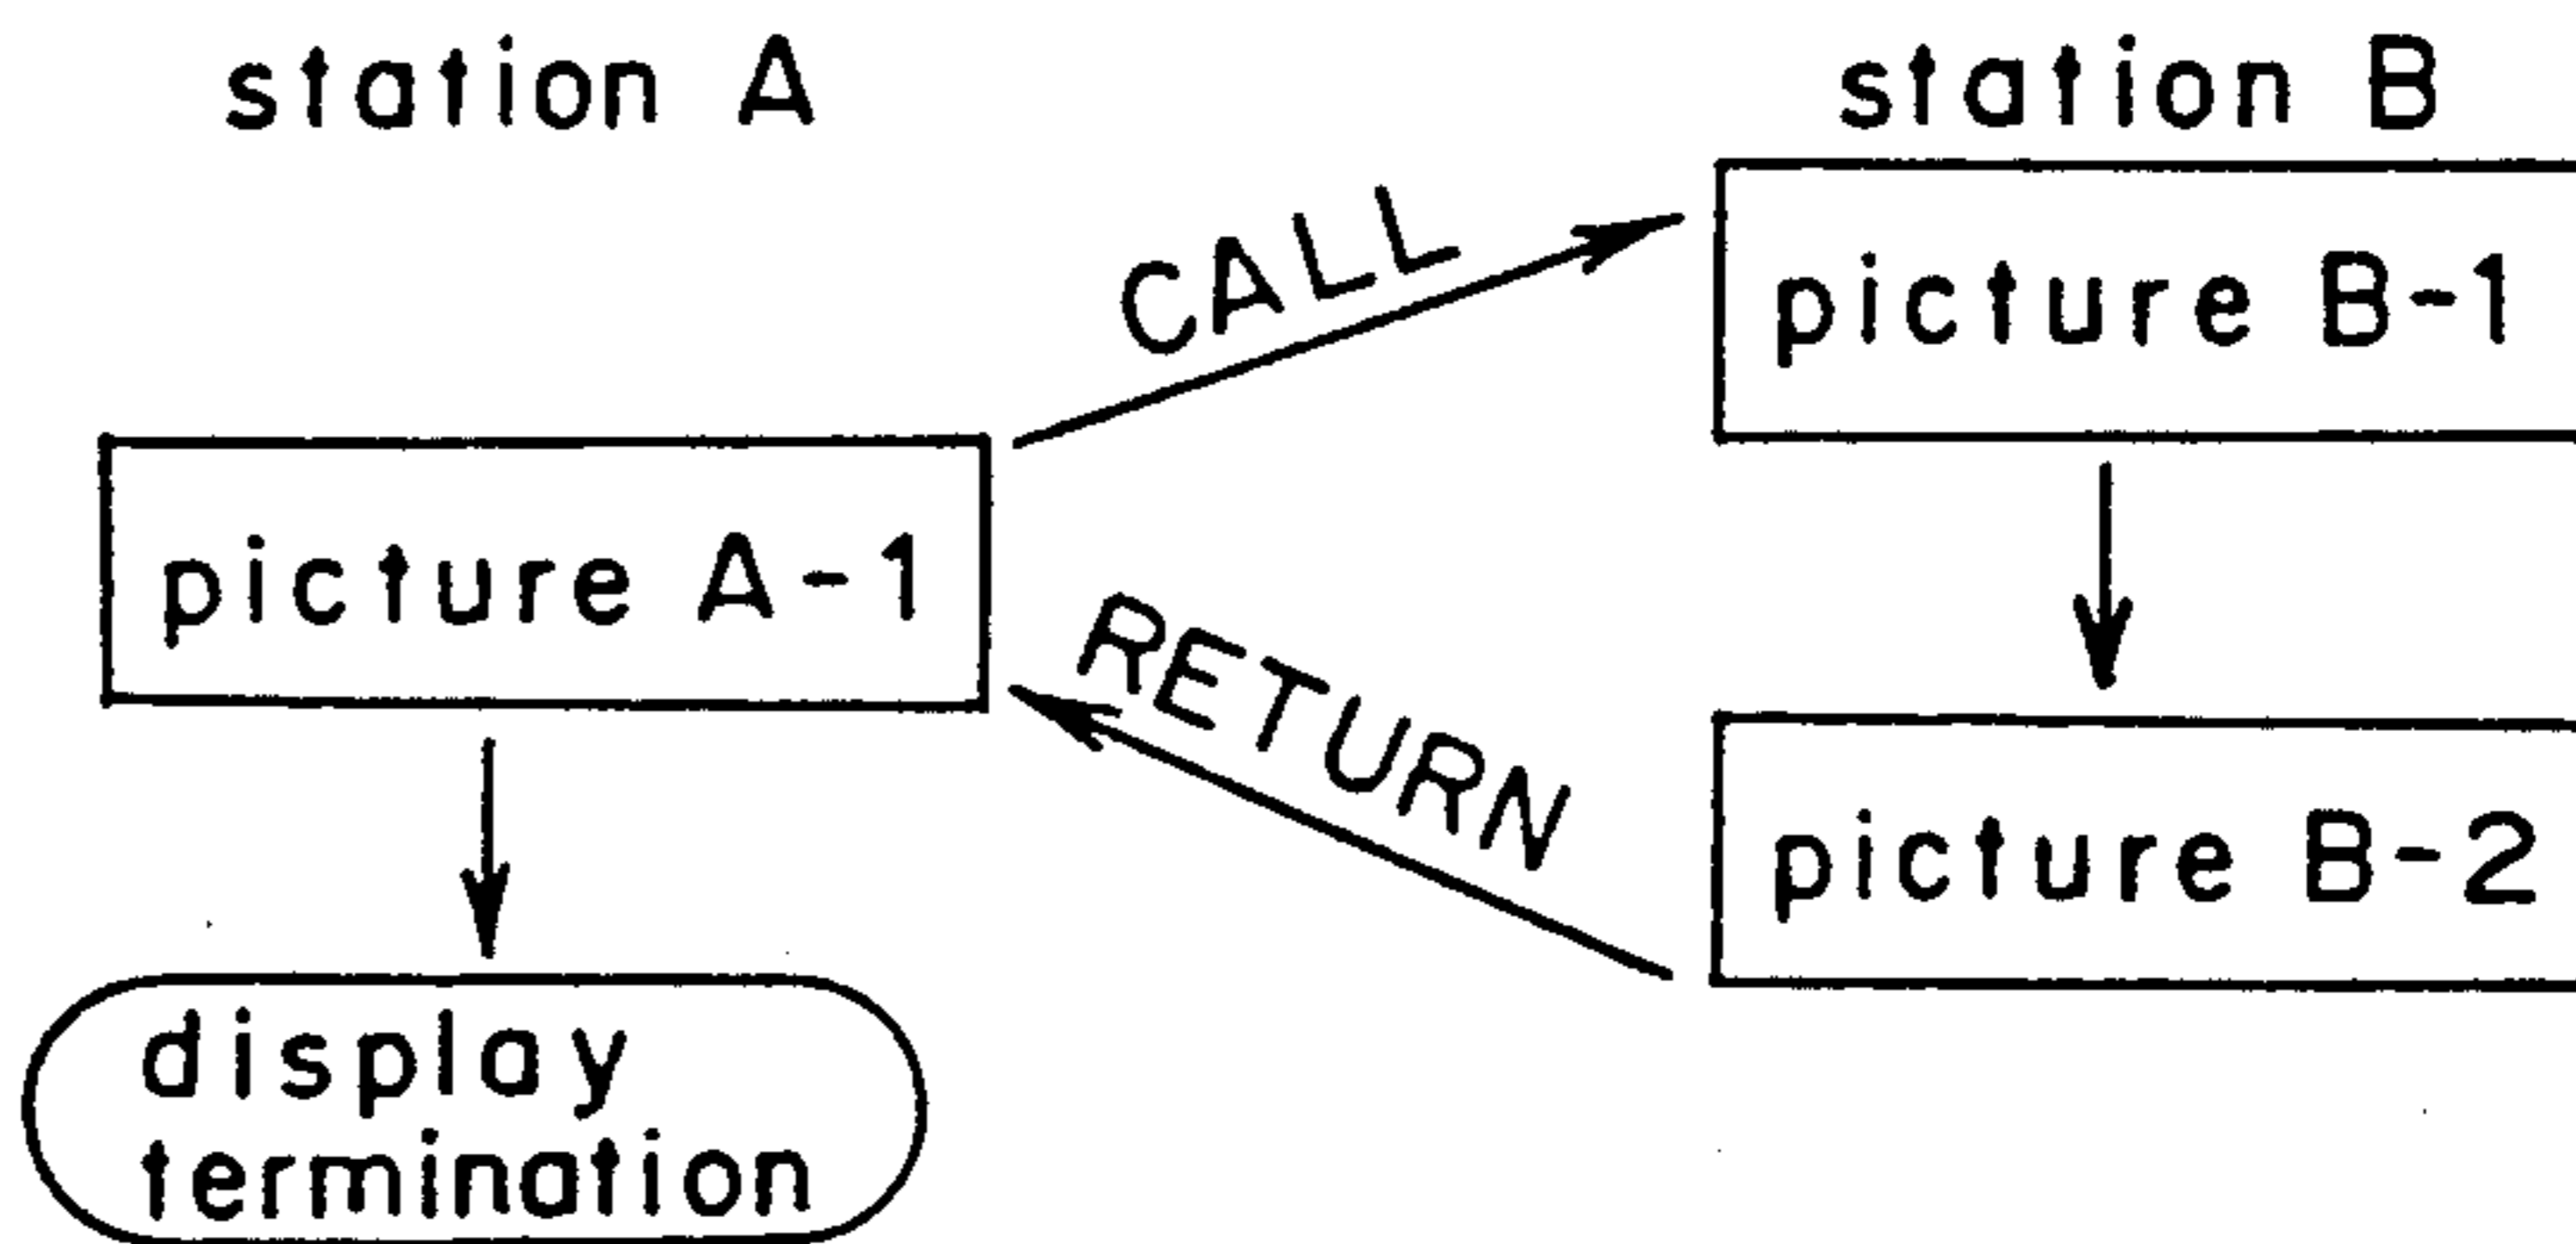 station A
station B
CALL
picture B-1
picture A-1
RETURN
picture B-2
display
termination